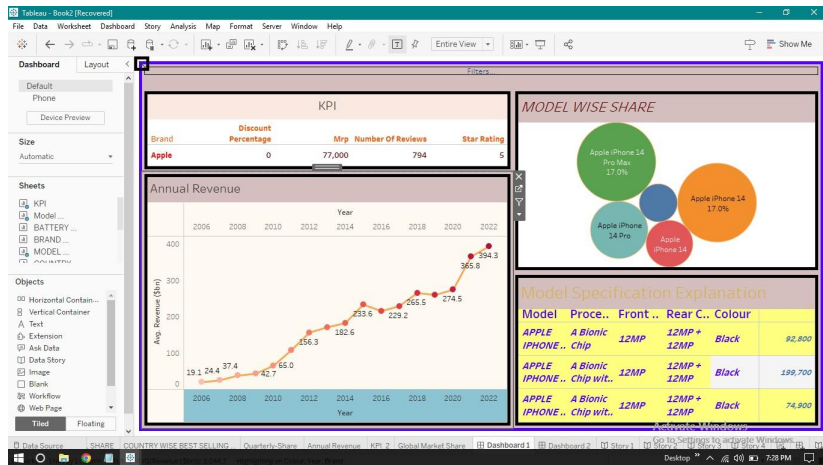 Tableau - Book2 [Recovered]
File Data Worksheet Dashboard Story Analysis Map Format Server Window Help
Entire View
Show Me
Dashboard Layout
Default
Phone
Device Preview
Size
Automatic
Sheets
KPI
Model ...
BATTERY ...
BRAND ...
MODEL ...
COUNTRY
Objects
Horizontal Contain...
Vertical Container
Text
Extension
Ask Data
Data Story
Image
Blank
Workflow
Web Page
Tiled Floating
Filters...
KPI
Brand Discount Percentage Mrp Number Of Reviews Star Rating
Apple 0 77,000 794 5
MODEL WISE SHARE
Apple iPhone 14
Pro Max
17.0%
Apple iPhone 14
17.0%
Apple iPhone
14 Pro
Apple
iPhone 14
Annual Revenue
Year
2006 2008 2010 2012 2014 2016 2018 2020 2022
Avg. Revenue ($bn)
400
300
200
100
0
19.1 24.4 37.4 42.7 65.0 156.3 182.6 233.6 229.2 265.5 274.5 365.8 394.3
2006 2008 2010 2012 2014 2016 2018 2020 2022
Year
Model Specification Explanation
Model Proce.. Front .. Rear C.. Colour
APPLE IPHONE .. A Bionic Chip 12MP 12MP + 12MP Black 92,800
APPLE IPHONE .. A Bionic Chip wit.. 12MP 12MP + 12MP Black 199,700
APPLE IPHONE .. A Bionic Chip wit.. 12MP 12MP + 12MP Black 74,900
Activate Windows
Go to Settings to activate Windows.
Data Source SHARE COUNTRY WISE BEST SELLING ... Quarterly-Share Annual Revenue KPI 2 Global Market Share Dashboard 1 Dashboard 2 Story 1 Story 2 Story 3 Story 4
Desktop 7:28 PM